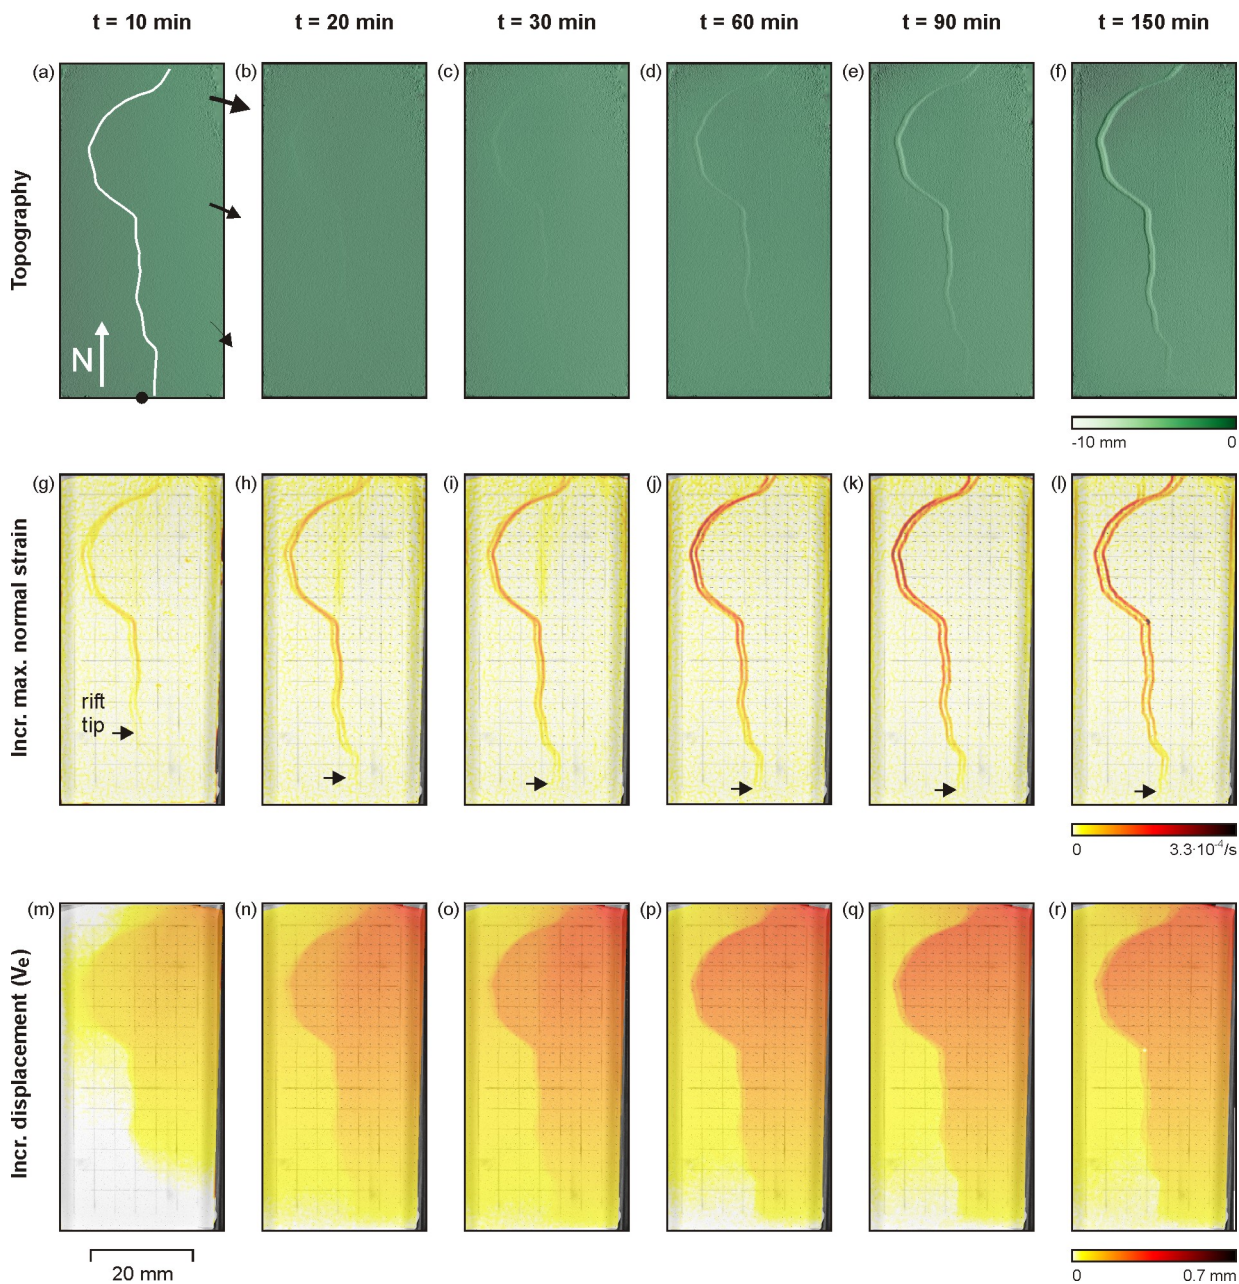 t = 10 min t = 20 min t = 30 min t = 60 min t = 90 min t = 150 min
(a) (b) (c) (d) (e) (f)
Topography
N
-10 mm 0
(g) (h) (i) (j) (k) (l)
Incr. max. normal strain
rift
tip
0 3.3·10⁻⁴/s
(m) (n) (o) (p) (q) (r)
Incr. displacement (Vₑ)
20 mm
0 0.7 mm